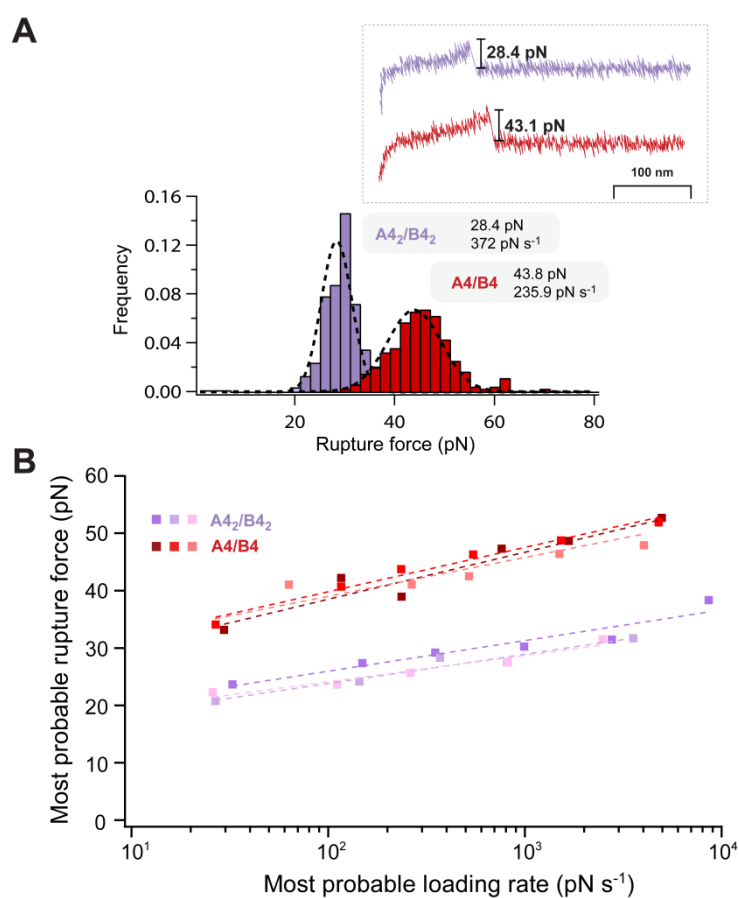 A
28.4 pN
43.1 pN
100 nm
0.16
0.12
0.08
0.04
0.00
Frequency
A4₂/B4₂
28.4 pN
372 pN s⁻¹
A4/B4
43.8 pN
235.9 pN s⁻¹
20
40
60
80
Rupture force (pN)
B
60
50
40
30
20
10
0
Most probable rupture force (pN)
A4₂/B4₂
A4/B4
10¹
10²
10³
10⁴
Most probable loading rate (pN s⁻¹)